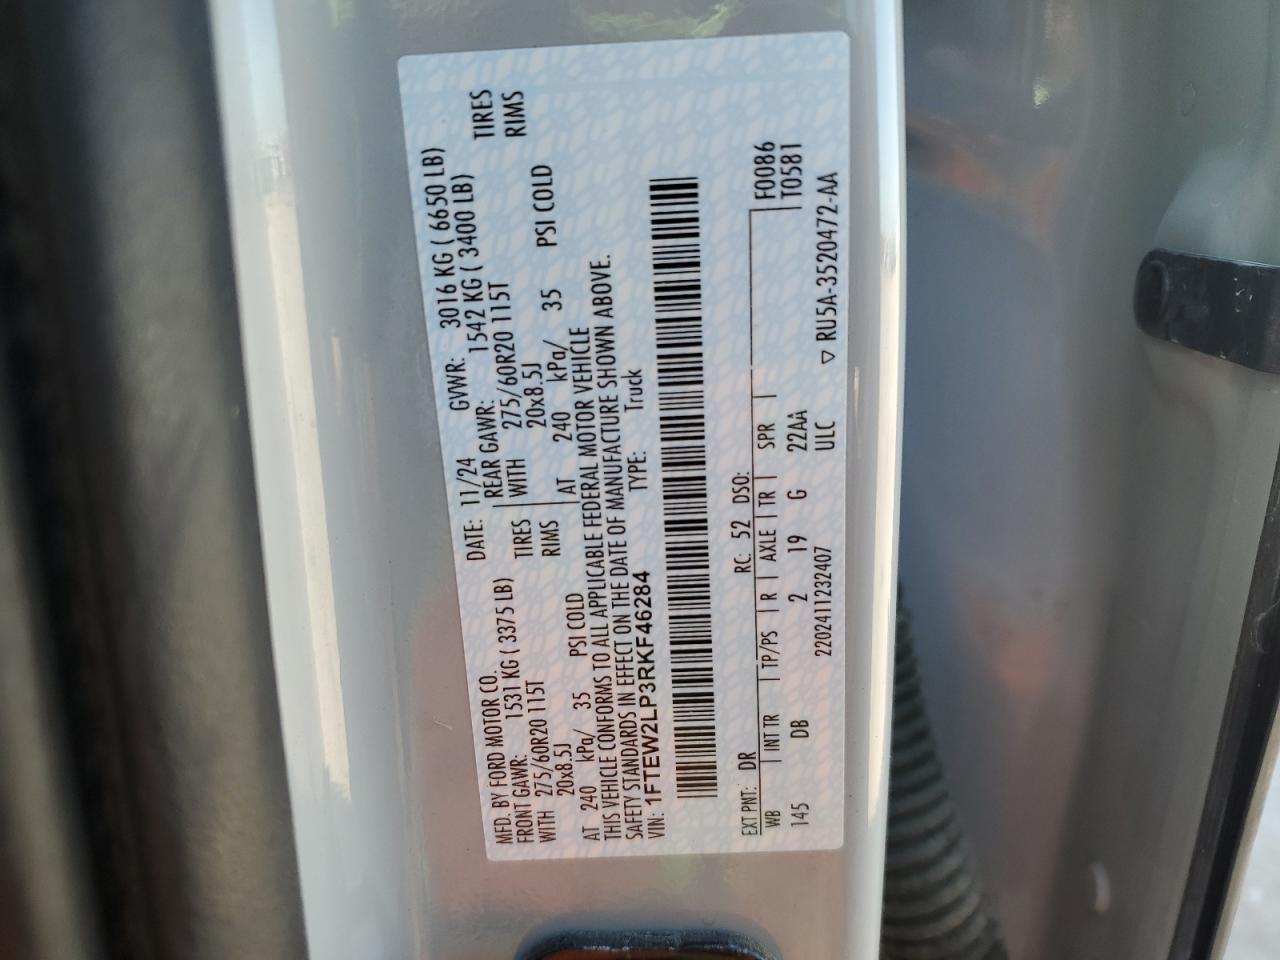 MFD. BY FORD MOTOR CO.
DATE: 11/24 GVWR: 3016 KG ( 6650 LB)
FRONT GAWR: 1531 KG ( 3375 LB) REAR GAWR: 1542 KG ( 3400 LB)
WITH 275/60R20 115T TIRES WITH 275/60R20 115T TIRES
20x8.5J RIMS 20x8.5J RIMS
AT 240 kPa/ 35 PSI COLD AT 240 kPa/ 35 PSI COLD
THIS VEHICLE CONFORMS TO ALL APPLICABLE FEDERAL MOTOR VEHICLE
SAFETY STANDARDS IN EFFECT ON THE DATE OF MANUFACTURE SHOWN ABOVE.
VIN: 1FTEW2LP3RKF46284 TYPE: Truck
EXT PNT: DR RC: 52 DSO: F0086
WB INT TR TP/PS R AXLE TR SPR T0581
145 DB 2 19 G 22AA
2202411232407 ULC ▽ RU5A-3520472-AA